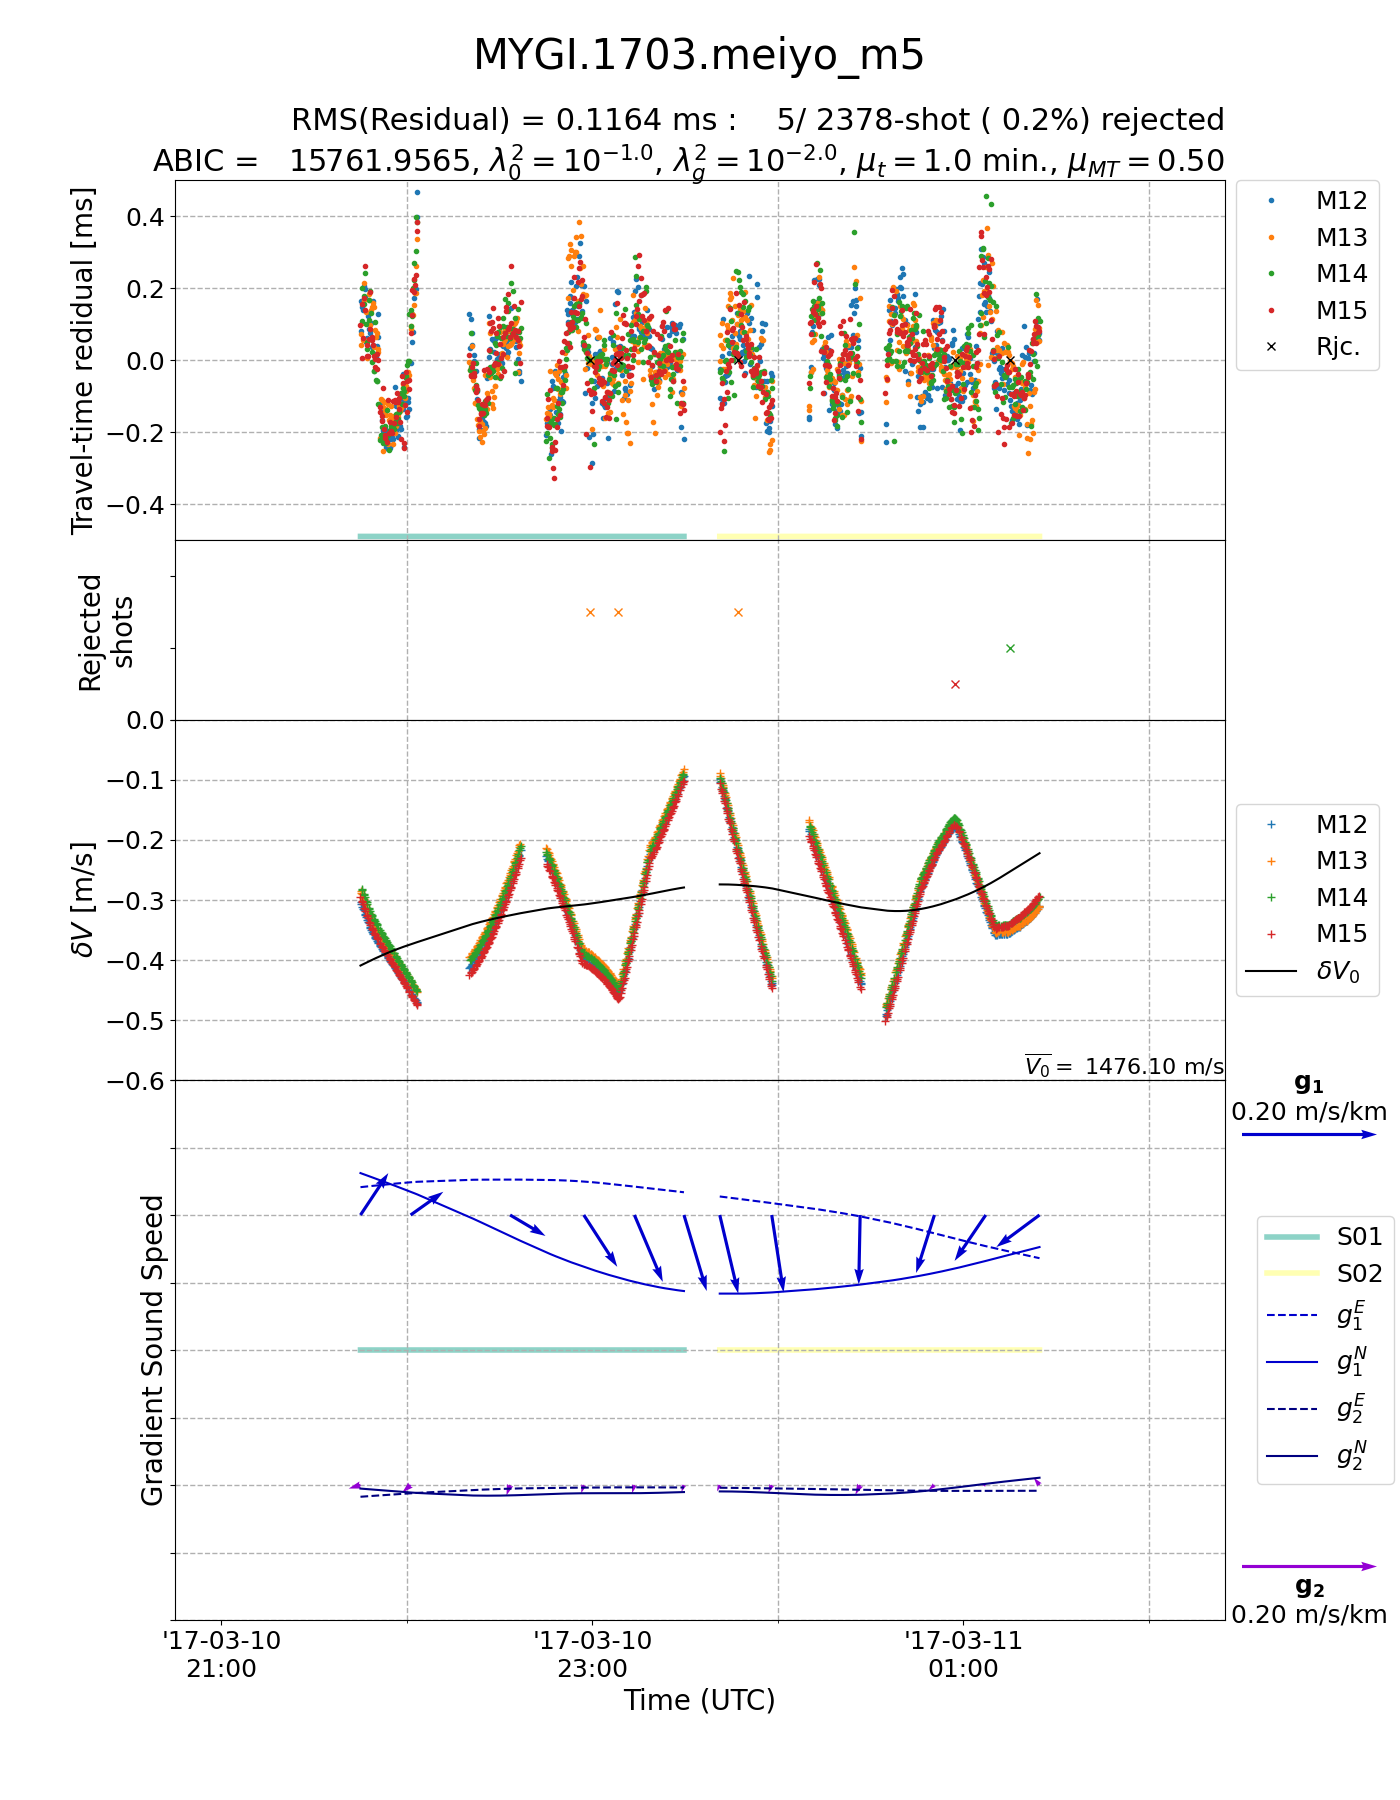 MYGI.1703.meiyo_m5
RMS(Residual) = 0.1164 ms :    5/ 2378-shot ( 0.2%) rejected
ABIC =   15761.9565, λ₀² = 10⁻¹·⁰, λ_g² = 10⁻²·⁰, μ_t = 1.0 min., μ_MT = 0.50
Travel-time redidual [ms]
0.4
0.2
0.0
−0.2
−0.4
M12
M13
M14
M15
Rjc.
Rejected
shots
δV [m/s]
0.0
−0.1
−0.2
−0.3
−0.4
−0.5
−0.6
M12
M13
M14
M15
δV₀
V̅₀ = 1476.10 m/s
g₁
0.20 m/s/km
Gradient Sound Speed
S01
S02
g₁ᴱ
g₁ᴺ
g₂ᴱ
g₂ᴺ
g₂
0.20 m/s/km
'17-03-10
21:00
'17-03-10
23:00
'17-03-11
01:00
Time (UTC)